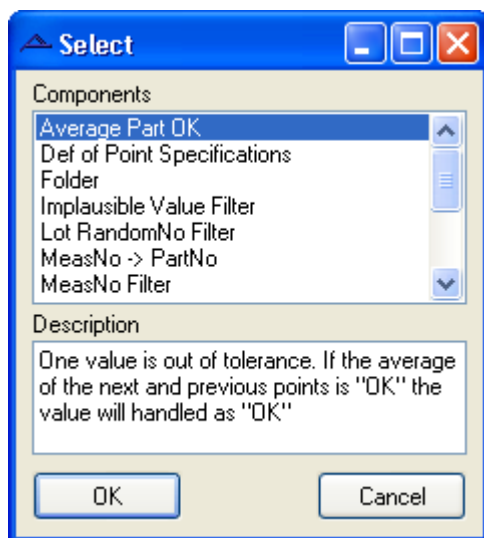 Select
Components
Average Part OK
Def of Point Specifications
Folder
Implausible Value Filter
Lot RandomNo Filter
MeasNo -> PartNo
MeasNo Filter
Description
One value is out of tolerance. If the average
of the next and previous points is "OK" the
value will handled as "OK"
OK Cancel